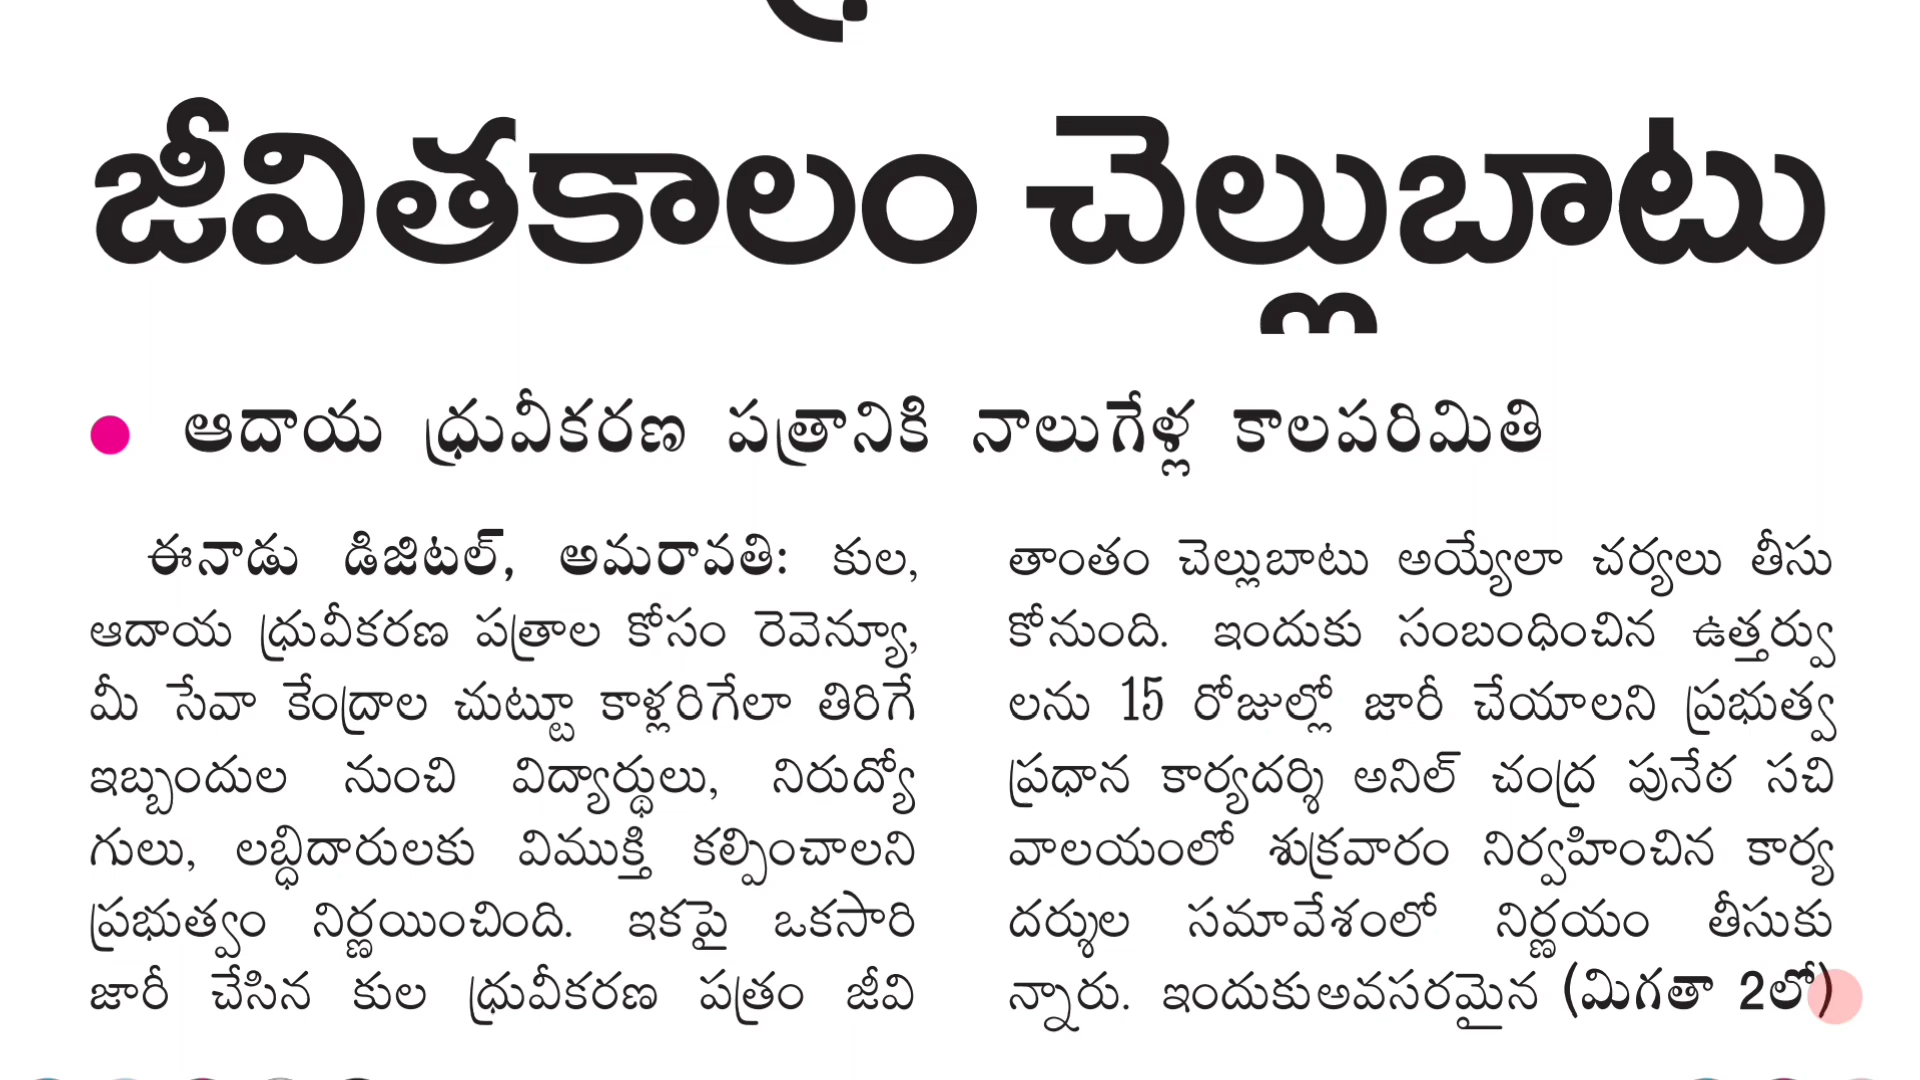 జీవితకాలం చెల్లుబాటు
ఆదాయ ధ్రువీకరణ పత్రానికి నాలుగేళ్ల కాలపరిమితి
ఈనాడు డిజిటల్, అమరావతి: కుల,
ఆదాయ ధ్రువీకరణ పత్రాల కోసం రెవెన్యూ,
మీ సేవా కేంద్రాల చుట్టూ కాళ్లరిగేలా తిరిగే
ఇబ్బందుల నుంచి విద్యార్థులు, నిరుద్యో
గులు, లబ్ధిదారులకు విముక్తి కల్పించాలని
ప్రభుత్వం నిర్ణయించింది. ఇకపై ఒకసారి
జారీ చేసిన కుల ధ్రువీకరణ పత్రం జీవి
తాంతం చెల్లుబాటు అయ్యేలా చర్యలు తీసు
కోనుంది. ఇందుకు సంబంధించిన ఉత్తర్వు
లను 15 రోజుల్లో జారీ చేయాలని ప్రభుత్వ
ప్రధాన కార్యదర్శి అనిల్ చంద్ర పునేఠ సచి
వాలయంలో శుక్రవారం నిర్వహించిన కార్య
దర్శుల సమావేశంలో నిర్ణయం తీసుకు
న్నారు. ఇందుకుఅవసరమైన (మిగతా 2లో)